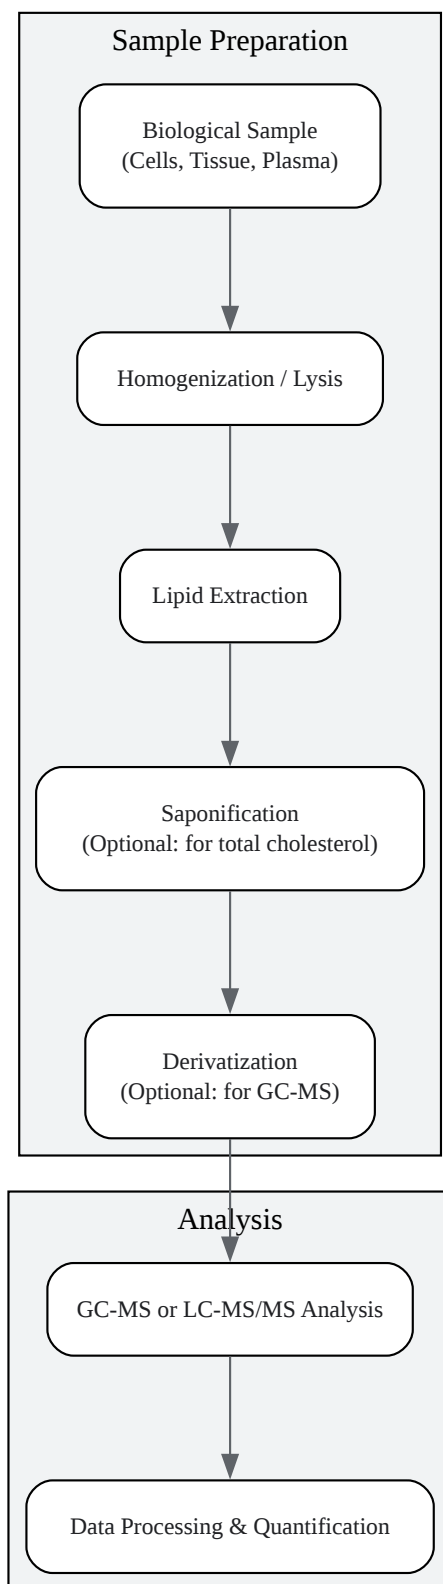 Sample Preparation
Biological Sample
(Cells, Tissue, Plasma)
Homogenization / Lysis
Lipid Extraction
Saponification
(Optional: for total cholesterol)
Derivatization
(Optional: for GC-MS)
Analysis
GC-MS or LC-MS/MS Analysis
Data Processing & Quantification